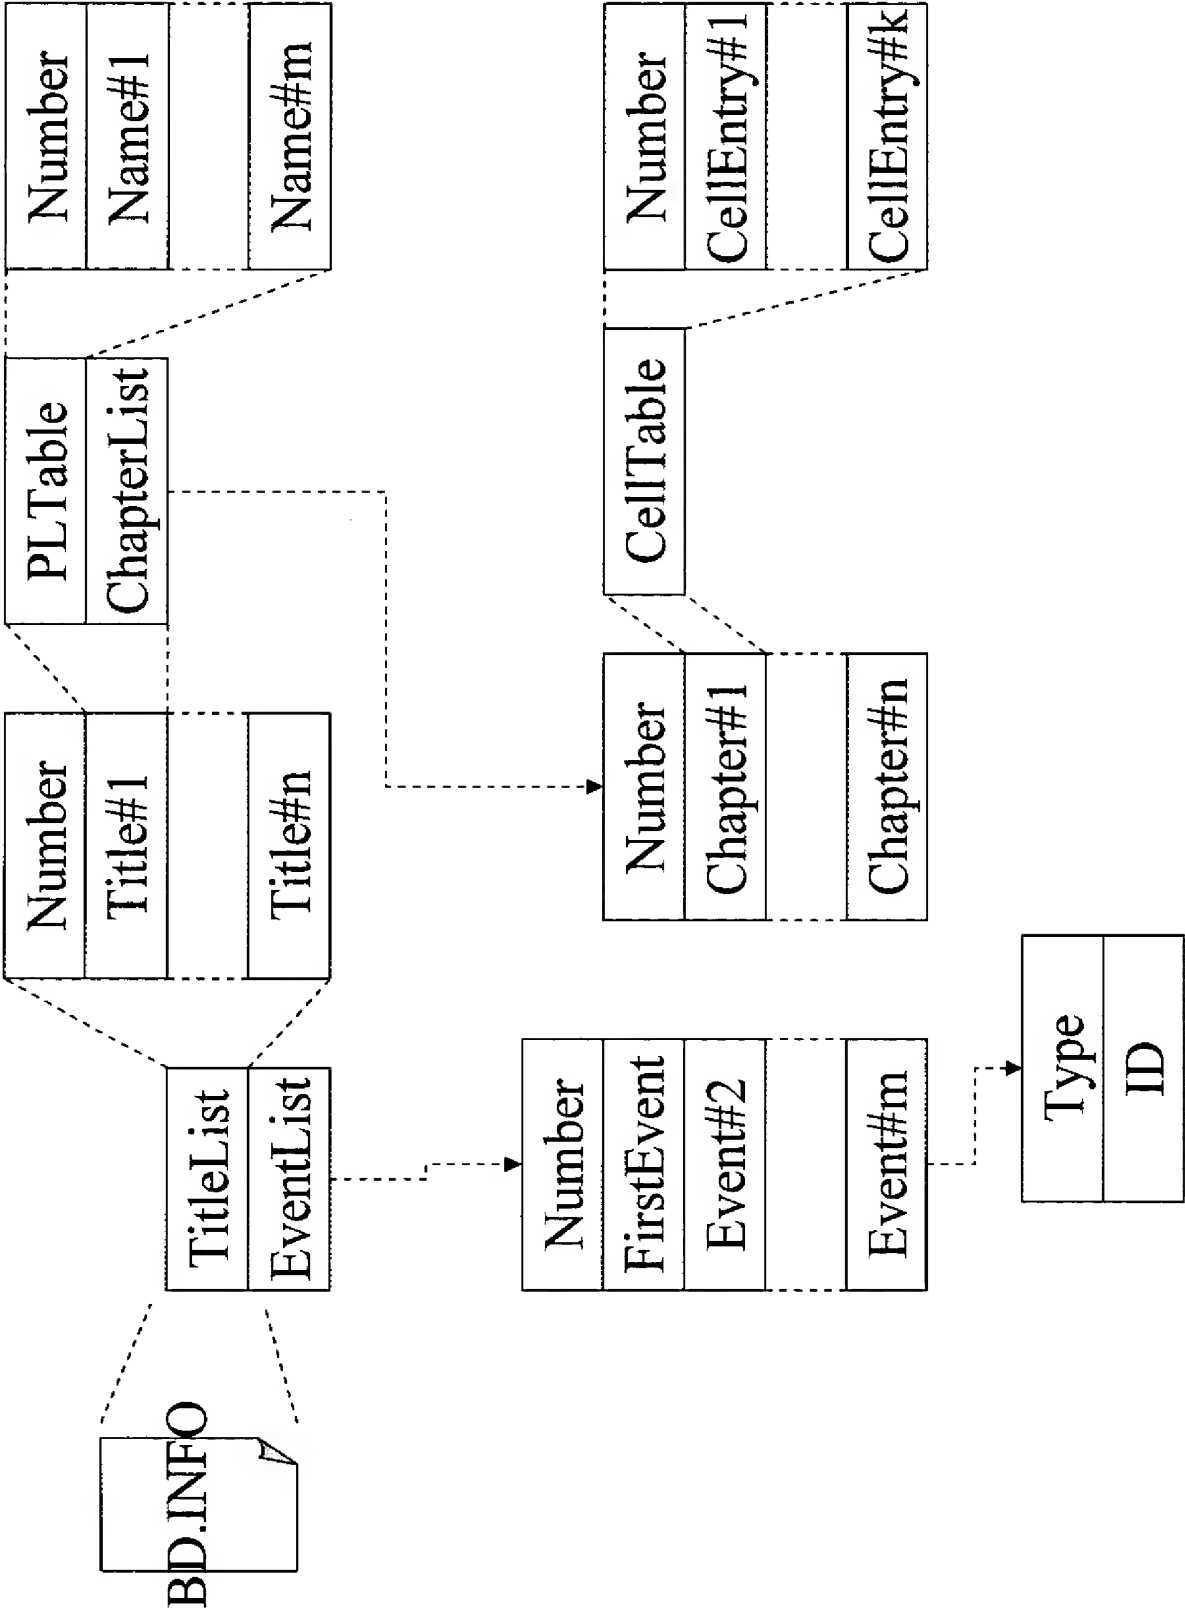 BD.INFO
TitleList
EventList
Number
Title#1
Title#n
PLTable
ChapterList
Number
Name#1
Name#m
Number
FirstEvent
Event#2
Event#m
Type
ID
Number
Chapter#1
Chapter#n
CellTable
Number
CellEntry#1
CellEntry#k